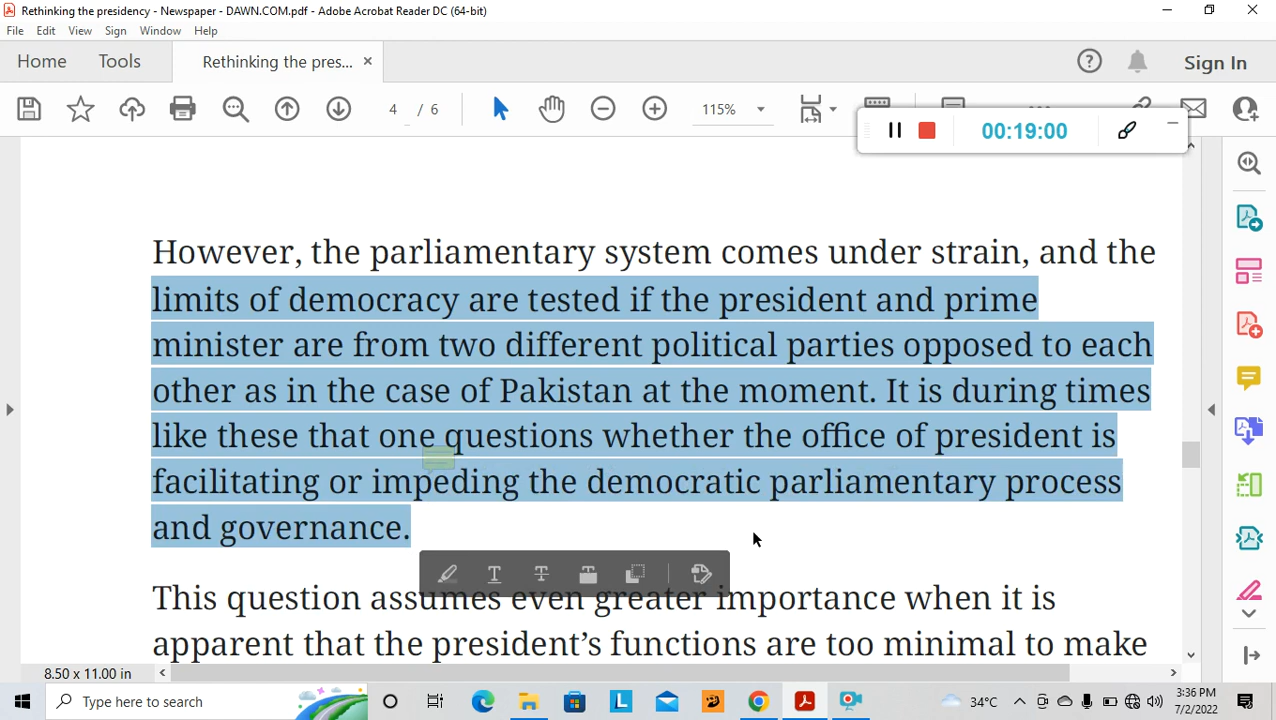 Rethinking the presidency - Newspaper - DAWN.COM.pdf - Adobe Acrobat Reader DC (64-bit)
File Edit View Sign Window Help
Home Tools Rethinking the pres... × Sign In
4 / 6 115%
00:19:00
However, the parliamentary system comes under strain, and the
limits of democracy are tested if the president and prime
minister are from two different political parties opposed to each
other as in the case of Pakistan at the moment. It is during times
like these that one questions whether the office of president is
facilitating or impeding the democratic parliamentary process
and governance.
This question assumes even greater importance when it is
apparent that the president’s functions are too minimal to make
8.50 x 11.00 in
Type here to search 34°C 3:36 PM
7/2/2022